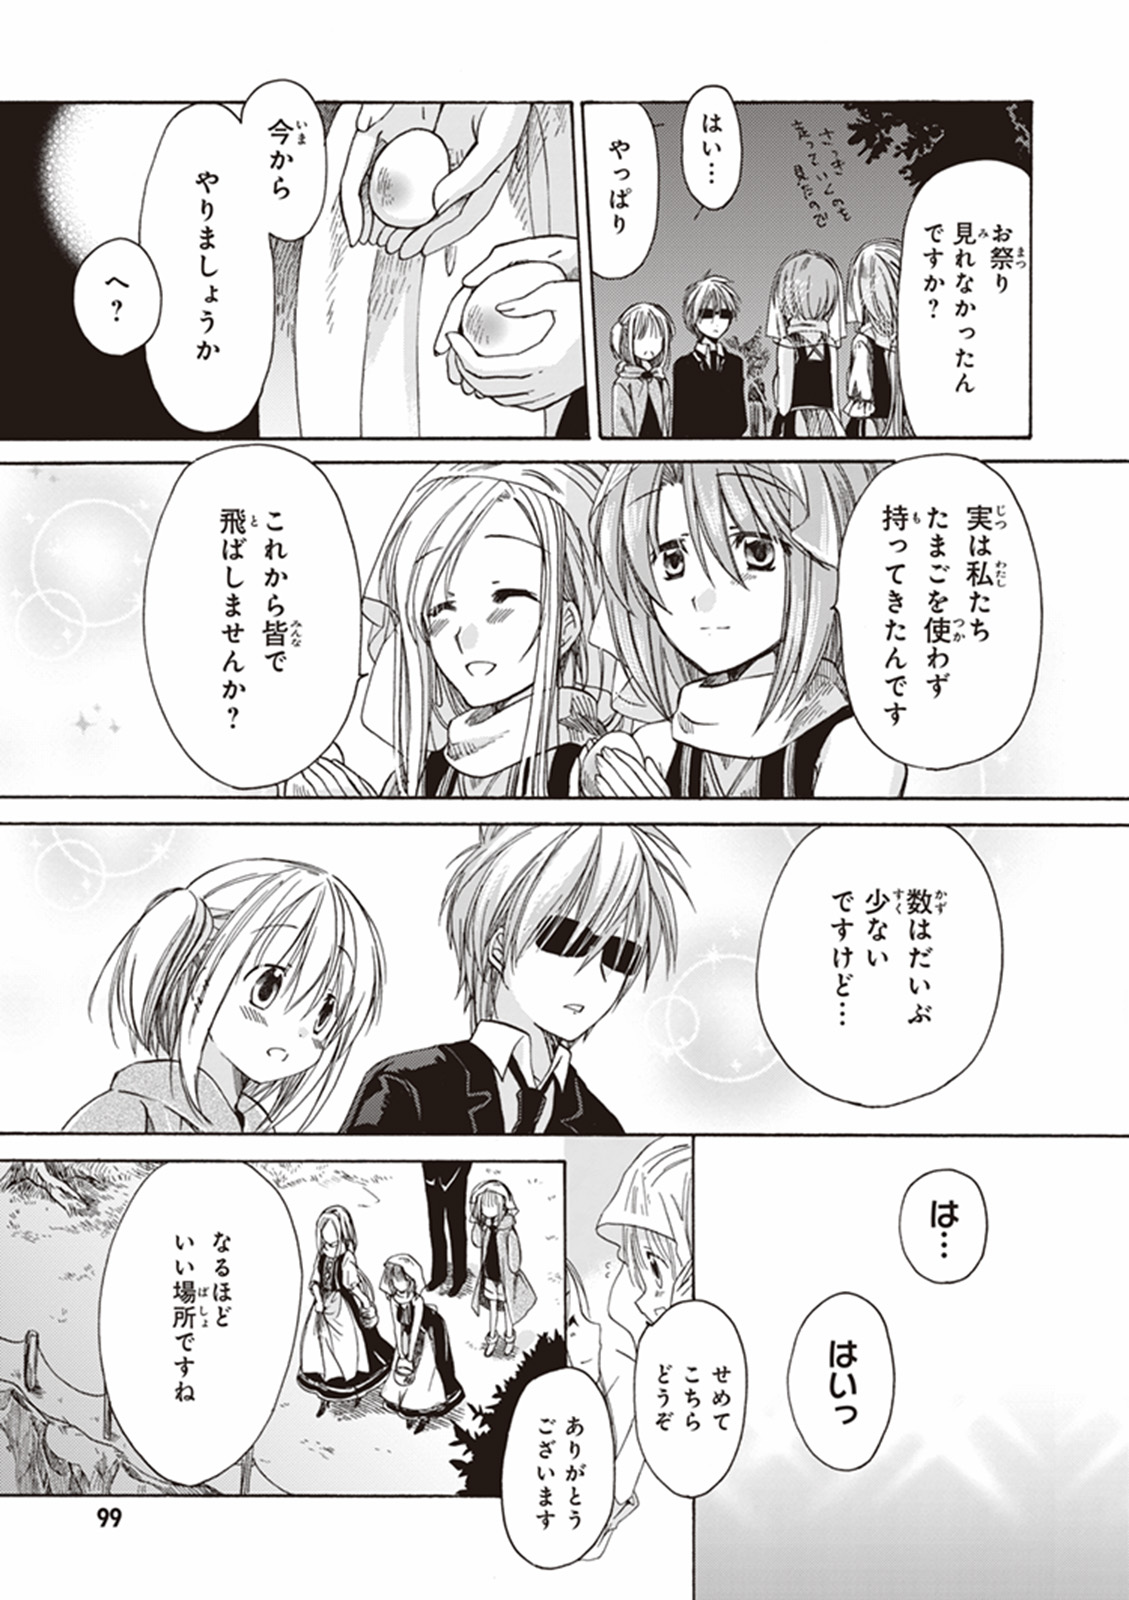 お祭り
見れなかったん
ですか？
さっき
走っていくのを
見たので
はい…
やっぱり
今から
やりましょうか
へ？
実は私たち
たまごを使わず
持ってきたんです
これから皆で
飛ばしませんか？
数はだいぶ
少ない
ですけど…
は…
はいっ
せめて
こちら
どうぞ
ありがとう
ございます
なるほど
いい場所ですね
99